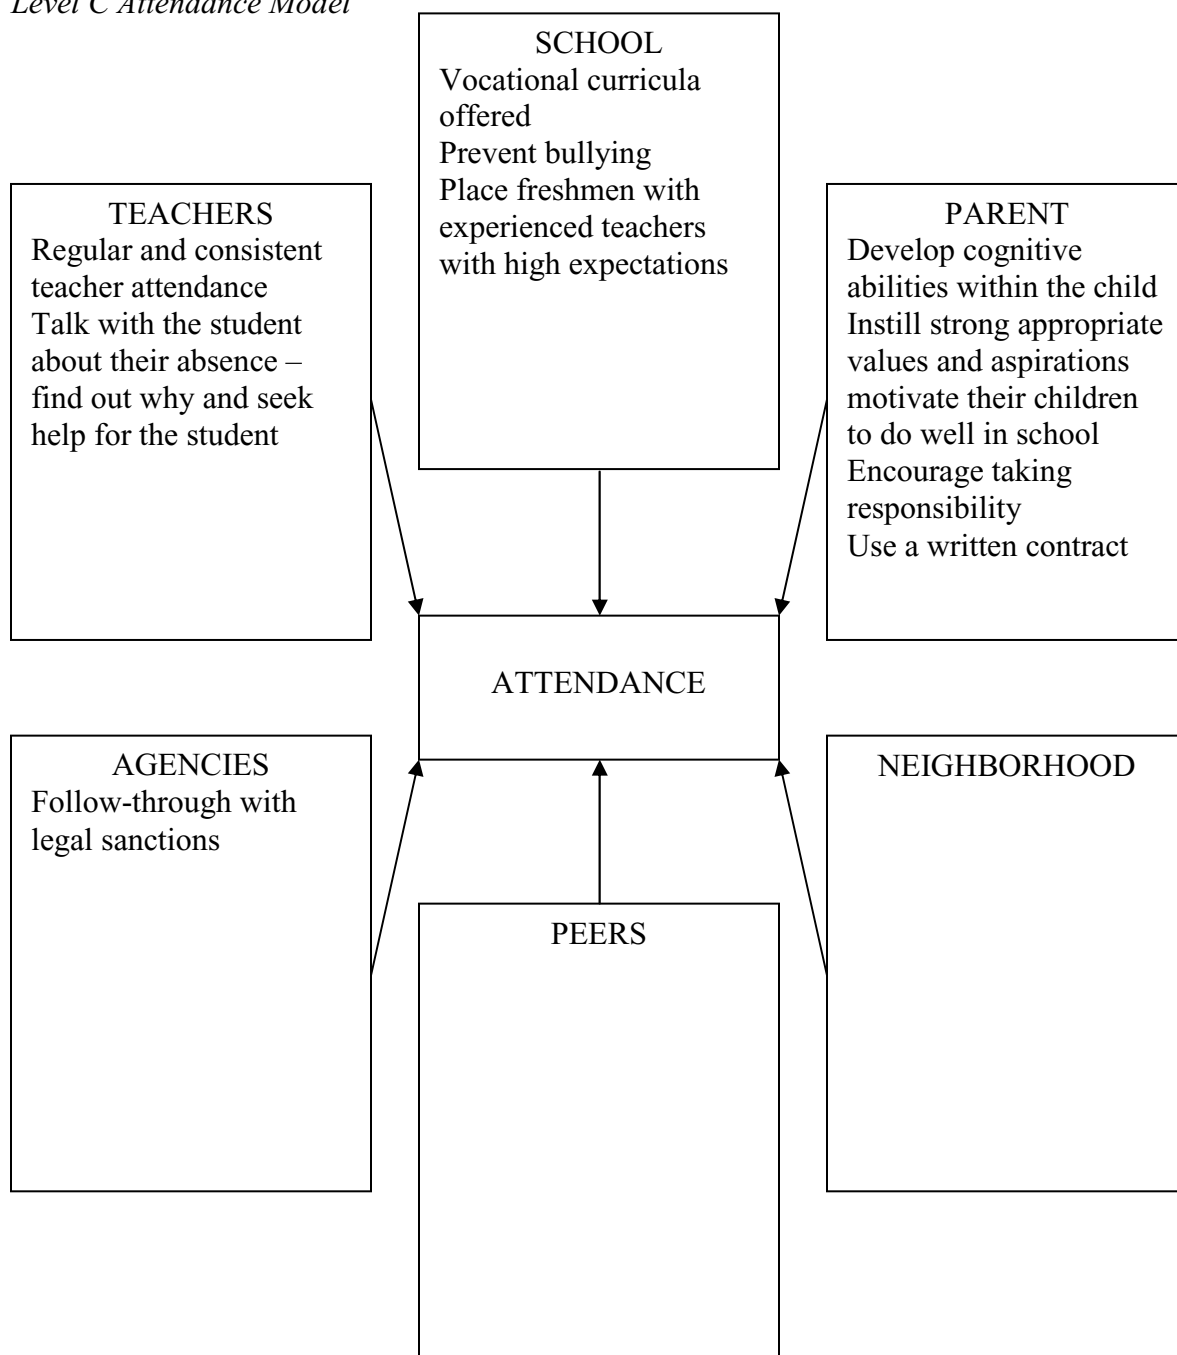 Level C Attendance Model
SCHOOL
Vocational curricula
offered
Prevent bullying
Place freshmen with
experienced teachers
with high expectations
TEACHERS
Regular and consistent
teacher attendance
Talk with the student
about their absence –
find out why and seek
help for the student
PARENT
Develop cognitive
abilities within the child
Instill strong appropriate
values and aspirations
motivate their children
to do well in school
Encourage taking
responsibility
Use a written contract
ATTENDANCE
AGENCIES
Follow-through with
legal sanctions
PEERS
NEIGHBORHOOD